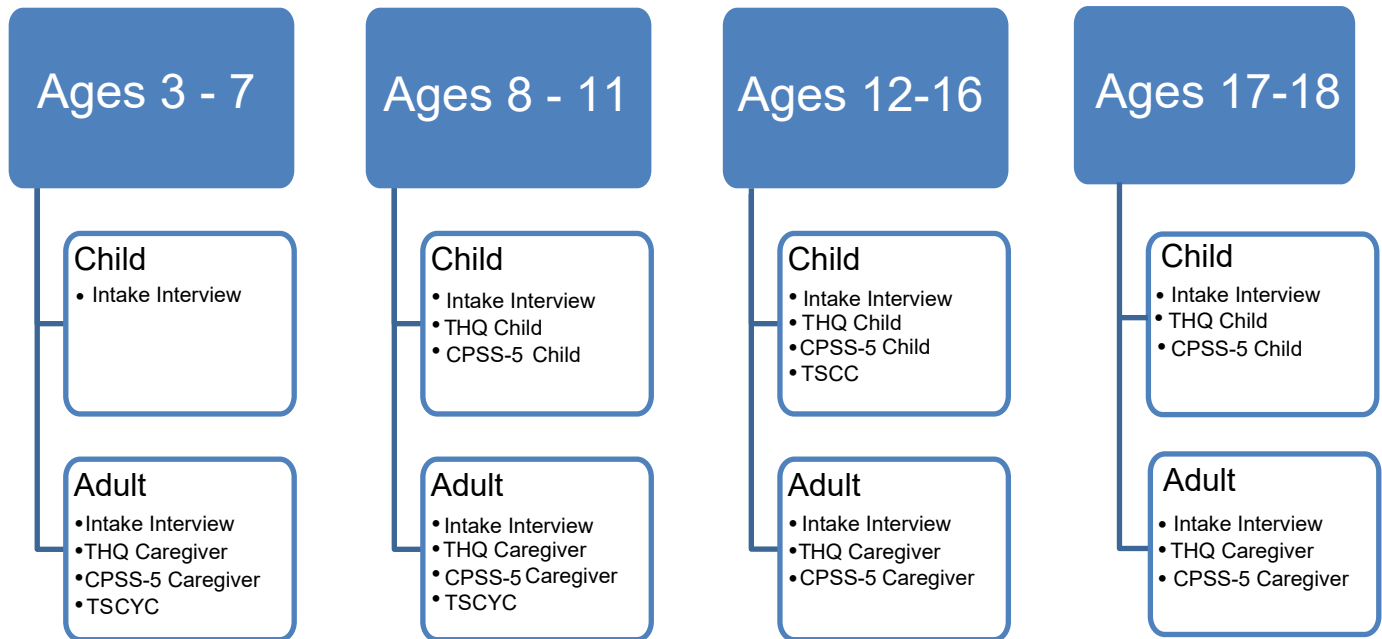 Ages 3 - 7
Child
• Intake Interview
Adult
•Intake Interview
•THQ Caregiver
•CPSS-5 Caregiver
•TSCYC
Ages 8 - 11
Child
• Intake Interview
•THQ Child
• CPSS-5 Child
Adult
• Intake Interview
•THQ Caregiver
•CPSS-5 Caregiver
• TSCYC
Ages 12-16
Child
• Intake Interview
•THQ Child
•CPSS-5 Child
•TSCC
Adult
• Intake Interview
•THQ Caregiver
•CPSS-5 Caregiver
Ages 17-18
Child
• Intake Interview
• THQ Child
• CPSS-5 Child
Adult
• Intake Interview
• THQ Caregiver
• CPSS-5 Caregiver